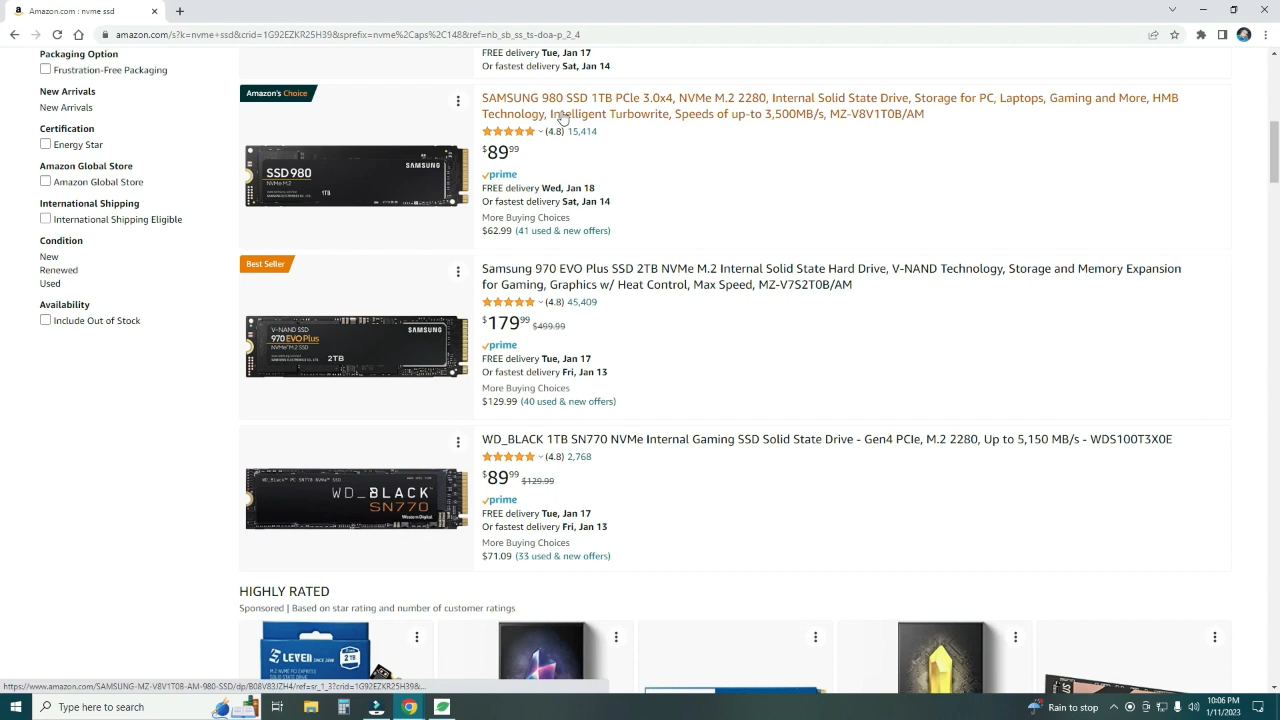 Amazon.com : ssd
amazon.com/s?k=nvme+ssd&crid=1G92EZKR25H39&sprefix=nvme%2Caps%2C148&ref=nb_sb_ss_ts-doa-p_2_4
Packaging Option
Frustration-Free Packaging
New Arrivals
New Arrivals
Certification
Energy Star
Amazon Global Store
Amazon Global Store
International Shipping
International Shipping Eligible
Condition
New
Renewed
Used
Availability
Include Out of Stock
FREE delivery Tue, Jan 17
Or fastest delivery Sat, Jan 14
Amazon's Choice
SSD 980
NVMe M.2
1TB
SAMSUNG
SAMSUNG 980 SSD 1TB PCle 3.0x4, NVMe M.2 2280, Internal Solid State Drive, Storage for PC, Laptops, Gaming and More, HMB
Technology, Intelligent Turbowrite, Speeds of up-to 3,500MB/s, MZ-V8V1T0B/AM
(4.8) 15,414
$89.99
prime
FREE delivery Wed, Jan 18
Or fastest delivery Sat, Jan 14
More Buying Choices
$62.99 (41 used & new offers)
Best Seller
V-NAND SSD
970 EVO Plus
NVMe M.2 SSD
2TB
SAMSUNG
Samsung 970 EVO Plus SSD 2TB NVMe M.2 Internal Solid State Hard Drive, V-NAND Technology, Storage and Memory Expansion
for Gaming, Graphics w/ Heat Control, Max Speed, MZ-V7S2T0B/AM
(4.8) 45,409
$179.99 $499.99
prime
FREE delivery Tue, Jan 17
Or fastest delivery Fri, Jan 13
More Buying Choices
$129.99 (40 used & new offers)
WD_BLACK PC SN770 NVMe SSD
WD_BLACK
SN770
Western Digital
WD_BLACK 1TB SN770 NVMe Internal Gaming SSD Solid State Drive - Gen4 PCIe, M.2 2280, Up to 5,150 MB/s - WDS100T3X0E
(4.8) 2,768
$89.99 $129.99
prime
FREE delivery Tue, Jan 17
Or fastest delivery Fri, Jan 13
More Buying Choices
$71.09 (33 used & new offers)
HIGHLY RATED
Sponsored | Based on star rating and number of customer ratings
LEVEN
2TB
https://www.amazon.com/SAMSUNG-MZ-V8V1T0B-AM-980-SSD/dp/B08V83JZH4/ref=sr_1_3?crid=1G92EZKR25H39&...
Type here to search
Rain to stop
10:06 PM
1/11/2023